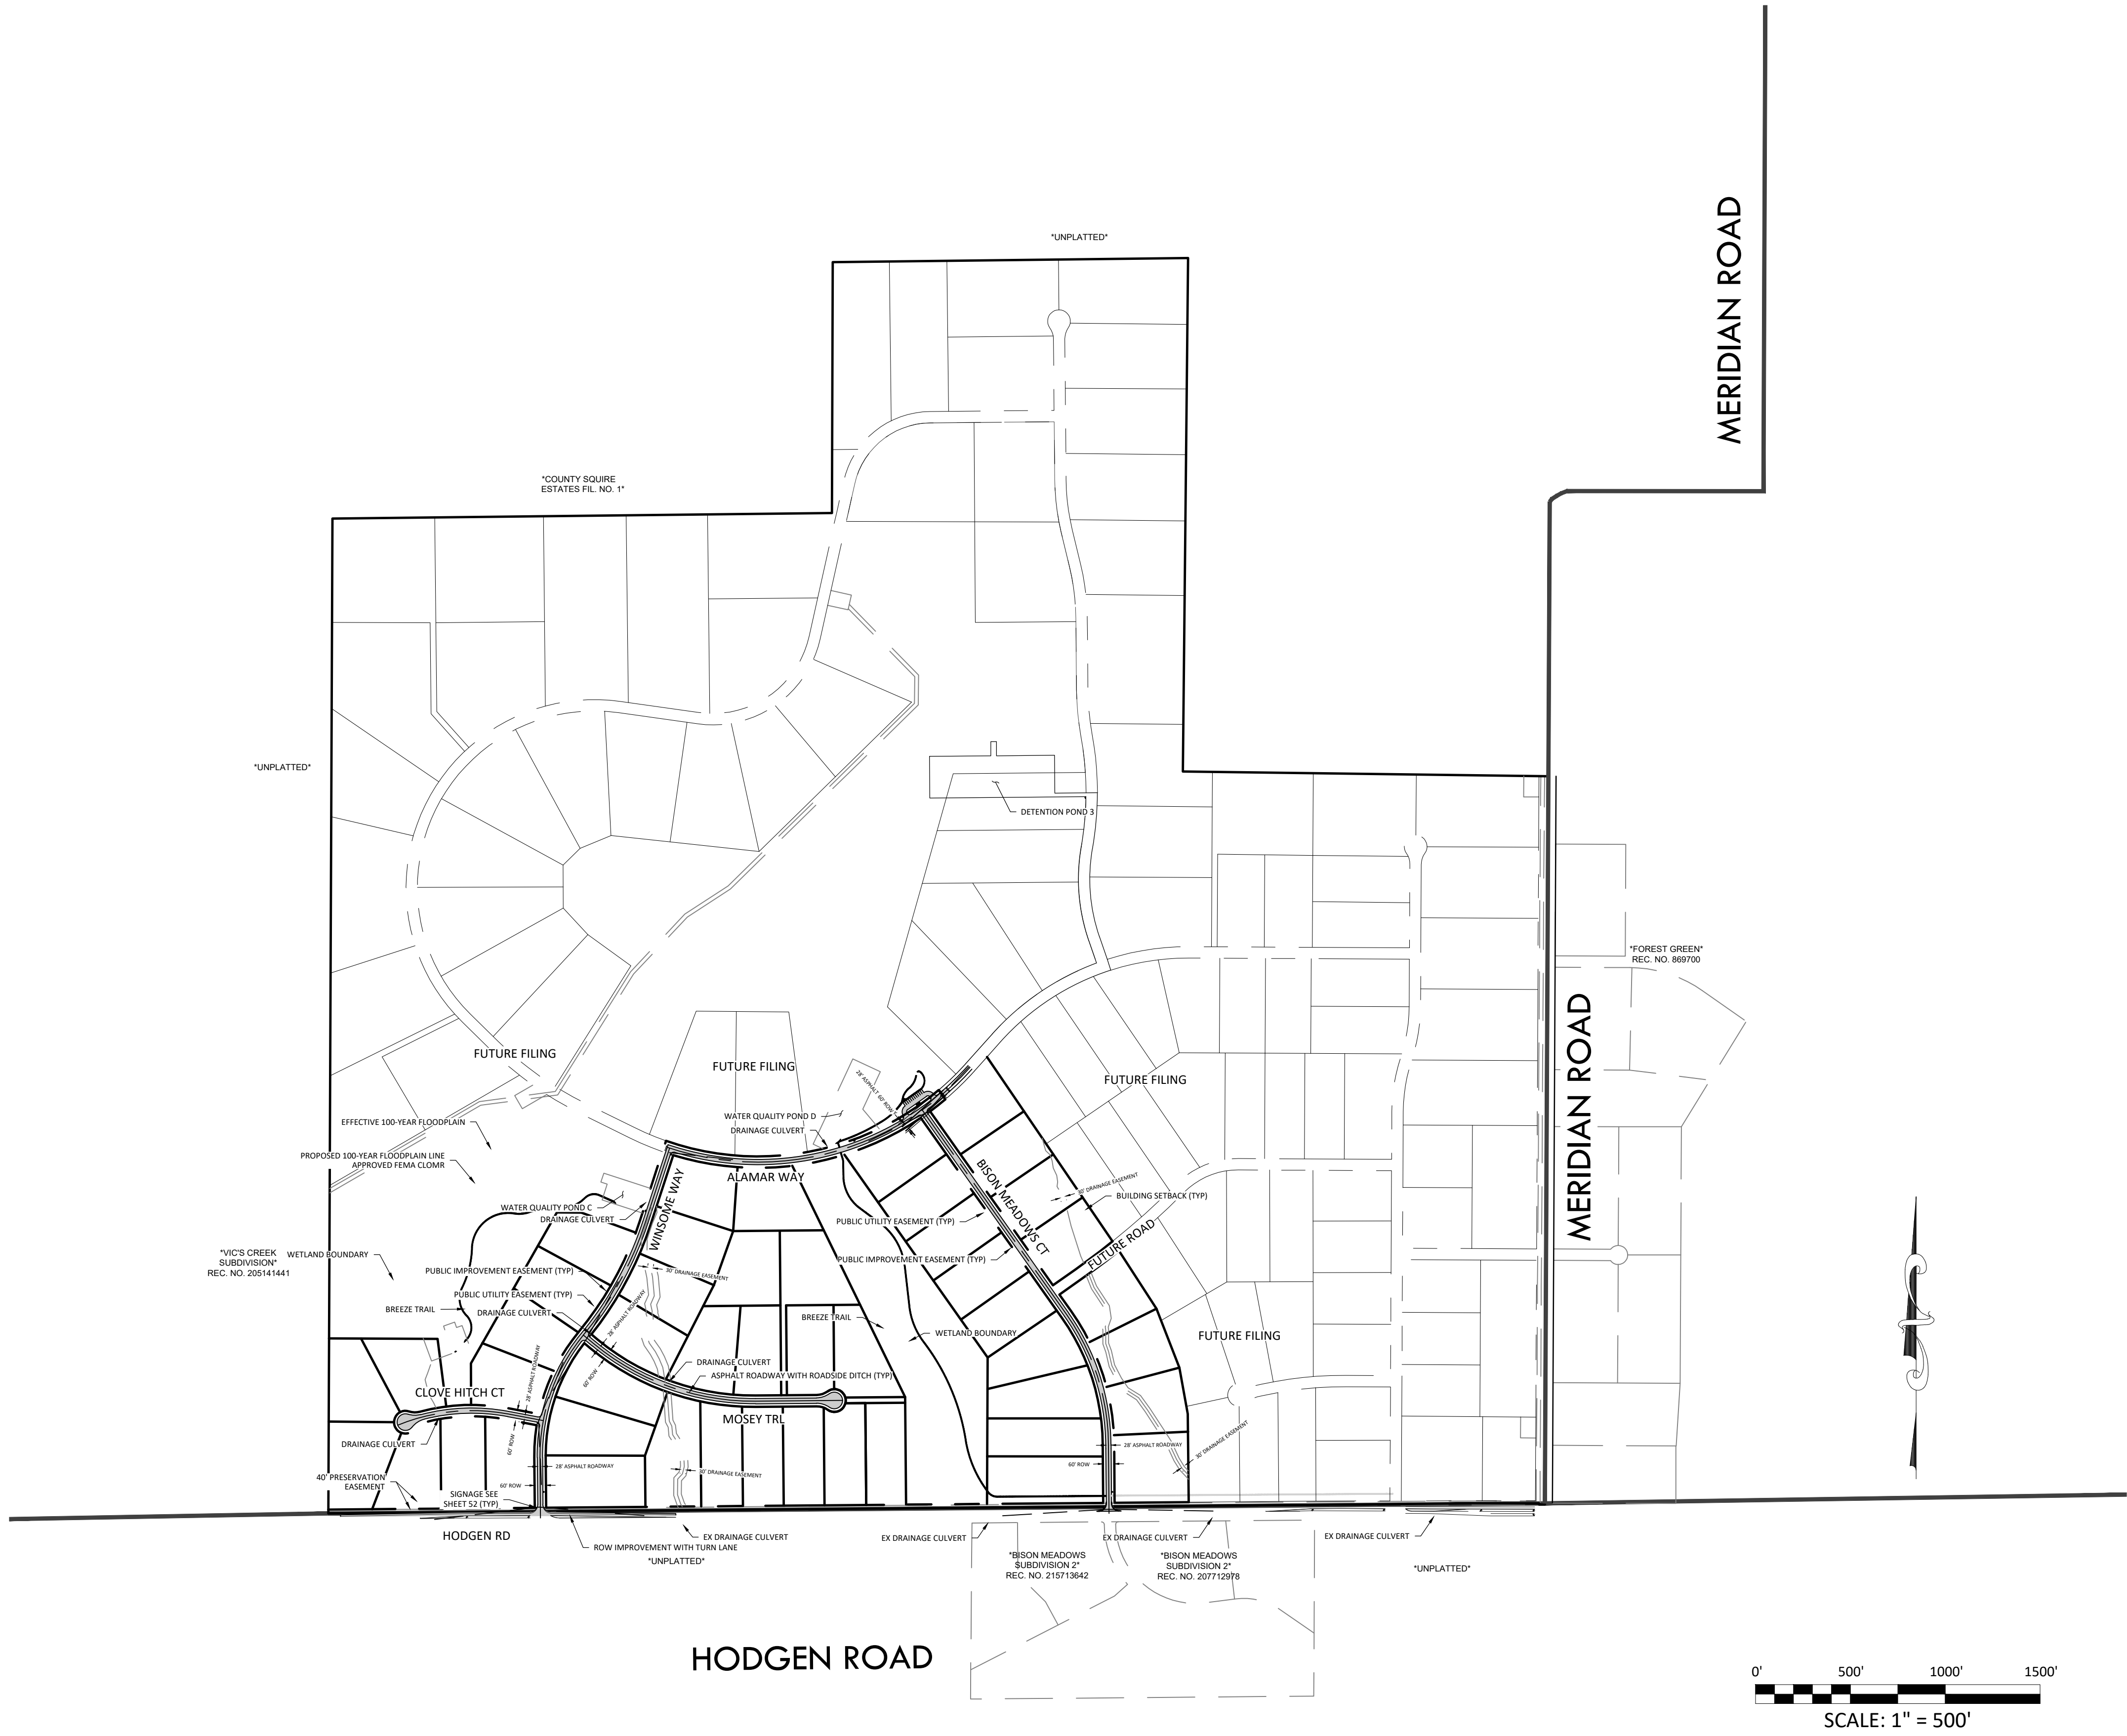 MERIDIAN ROAD
*UNPLATTED*
*COUNTY SQUIRE
ESTATES FIL. NO. 1*
*UNPLATTED*
DETENTION POND 3
*FOREST GREEN*
REC. NO. 869700
MERIDIAN ROAD
FUTURE FILING
FUTURE FILING
FUTURE FILING
28' ASPHALT 60' ROW
WATER QUALITY POND D
DRAINAGE CULVERT
EFFECTIVE 100-YEAR FLOODPLAIN
PROPOSED 100-YEAR FLOODPLAIN LINE
APPROVED FEMA CLOMR
ALAMAR WAY
WINSOME WAY
BISON MEADOWS CT
30' DRAINAGE EASEMENT
BUILDING SETBACK (TYP)
WATER QUALITY POND C
DRAINAGE CULVERT
PUBLIC UTILITY EASEMENT (TYP)
FUTURE ROAD
*VIC'S CREEK
SUBDIVISION*
REC. NO. 205141441
WETLAND BOUNDARY
PUBLIC IMPROVEMENT EASEMENT (TYP)
PUBLIC IMPROVEMENT EASEMENT (TYP)
30' DRAINAGE EASEMENT
PUBLIC UTILITY EASEMENT (TYP)
BREEZE TRAIL
DRAINAGE CULVERT
28' ASPHALT ROADWAY
BREEZE TRAIL
WETLAND BOUNDARY
FUTURE FILING
DRAINAGE CULVERT
ASPHALT ROADWAY WITH ROADSIDE DITCH (TYP)
60' ROW
28' ASPHALT ROADWAY
CLOVE HITCH CT
MOSEY TRL
DRAINAGE CULVERT
60' ROW
28' ASPHALT ROADWAY
28' ASPHALT ROADWAY
60' ROW
30' DRAINAGE EASEMENT
30' DRAINAGE EASEMENT
40' PRESERVATION
EASEMENT
60' ROW
SIGNAGE SEE
SHEET 52 (TYP)
HODGEN RD
EX DRAINAGE CULVERT
ROW IMPROVEMENT WITH TURN LANE
*UNPLATTED*
EX DRAINAGE CULVERT
EX DRAINAGE CULVERT
EX DRAINAGE CULVERT
*BISON MEADOWS
SUBDIVISION 2*
REC. NO. 215713642
*BISON MEADOWS
SUBDIVISION 2*
REC. NO. 207712978
*UNPLATTED*
HODGEN ROAD
0' 500' 1000' 1500'
SCALE: 1" = 500'